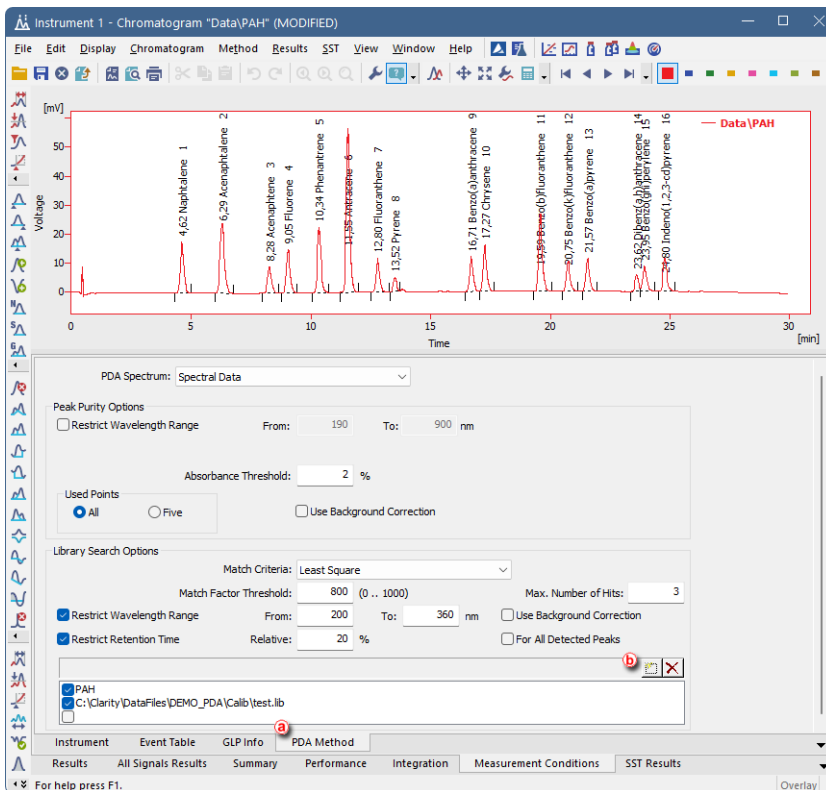 Instrument 1 - Chromatogram "Data\PAH" (MODIFIED)
File Edit Display Chromatogram Method Results SST View Window Help
[mV]
Data\PAH
50
40
30
20
10
0
Voltage
4,62 Naphtalene 1
6,29 Acenaphtalene 2
8,28 Acenaphtene 3
9,05 Fluorene 4
10,34 Phenantrene 5
11,55 Antracene 6
12,80 Fluoranthene 7
13,52 Pyrene 8
16,71 Benzo(a)anthracene 9
17,27 Chrysene 10
19,59 Benzo(b)fluoranthene 11
20,75 Benzo(k)fluoranthene 12
21,57 Benzo(a)pyrene 13
23,62 Dibenz(a,h)anthracene 14
23,95 Benzo(ghi)perylene 15
24,80 Indeno(1,2,3-cd)pyrene 16
0 5 10 15 20 25 30
Time
[min]
PDA Spectrum: Spectral Data
Peak Purity Options
Restrict Wavelength Range From: 190 To: 900 nm
Absorbance Threshold: 2 %
Used Points
All Five Use Background Correction
Library Search Options
Match Criteria: Least Square
Match Factor Threshold: 800 (0 .. 1000) Max. Number of Hits: 3
Restrict Wavelength Range From: 200 To: 360 nm Use Background Correction
Restrict Retention Time Relative: 20 % For All Detected Peaks
b
PAH
C:\Clarity\DataFiles\DEMO_PDA\Calib\test.lib
a
Instrument Event Table GLP Info PDA Method
Results All Signals Results Summary Performance Integration Measurement Conditions SST Results
For help press F1. Overlay